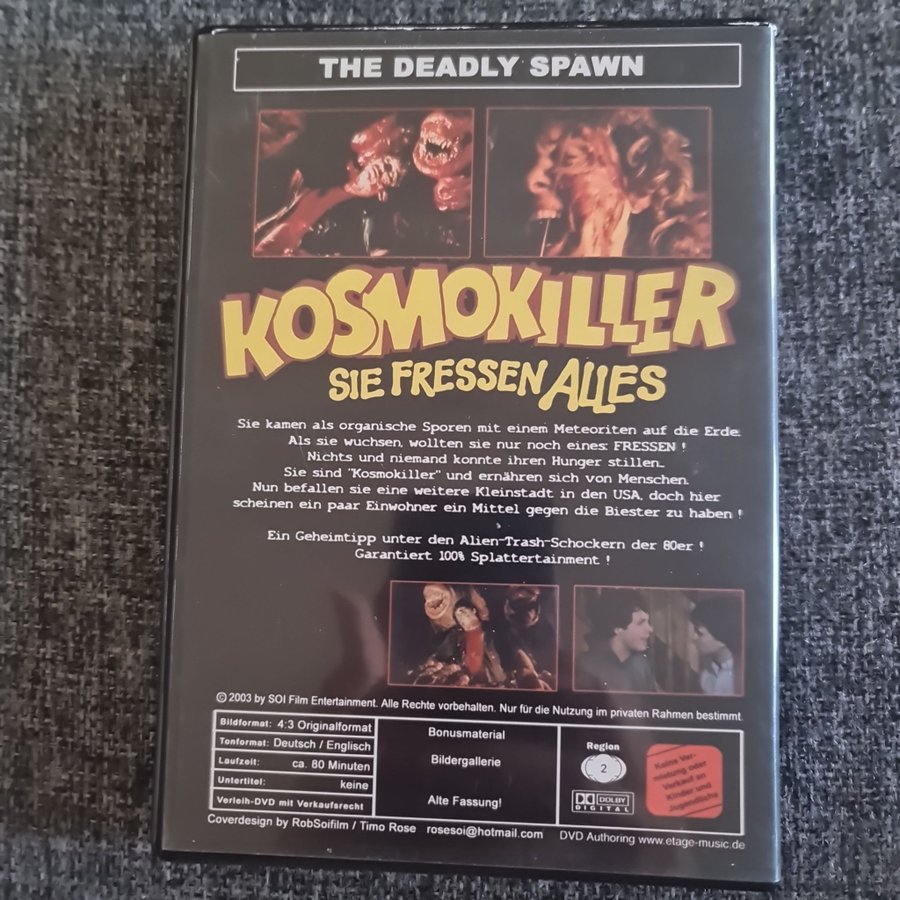 THE DEADLY SPAWN
KOSMOKILLER
SIE FRESSEN ALLES
Sie kamen als organische Sporen mit einem Meteoriten auf die Erde.
Als sie wuchsen, wollten sie nur noch eines: FRESSEN !
Nichts und niemand konnte ihren Hunger stillen...
Sie sind "Kosmokiller" und ernähren sich von Menschen.
Nun befallen sie eine weitere Kleinstadt in den USA, doch hier
scheinen ein paar Einwohner ein Mittel gegen die Biester zu haben !
Ein Geheimtipp unter den Alien-Trash-Schockern der 80er !
Garantiert 100% Splattertainment !
© 2003 by SOI Film Entertainment. Alle Rechte vorbehalten. Nur für die Nutzung im privaten Rahmen bestimmt.
Bildformat: 4:3 Originalformat
Tonformat: Deutsch / Englisch
Laufzeit: ca. 80 Minuten
Untertitel: keine
Verleih-DVD mit Verkaufsrecht
Bonusmaterial
Bildergallerie
Alte Fassung!
Region
2
DOLBY
DIGITAL
Keine Ver-
mietung oder
Verkauf an
Kinder und
Jugendliche
Coverdesign by RobSoifilm / Timo Rose rosesoi@hotmail.com DVD Authoring www.etage-music.de